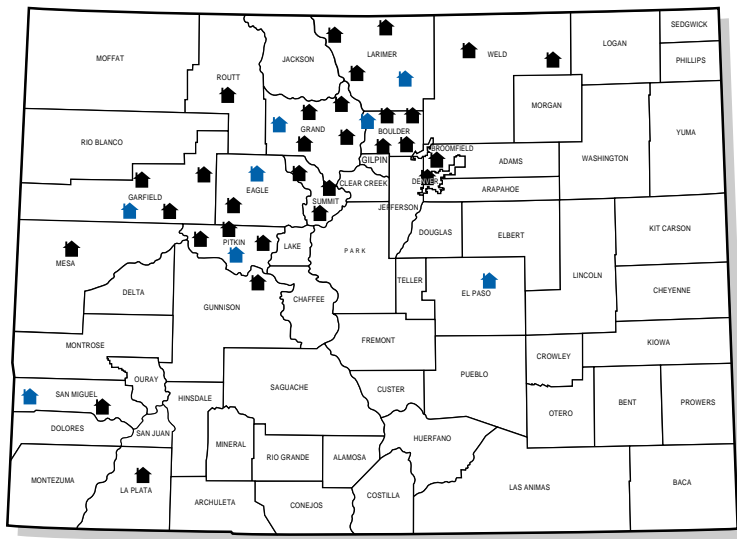 SEDGWICK
LOGAN
LARIMER
WELD
MOFFAT
JACKSON
PHILLIPS
ROUTT
MORGAN
GRAND
BOULDER
YUMA
RIO BLANCO
BROOMFIELD
WASHINGTON
GILPIN
ADAMS
DENVER
CLEAR CREEK
EAGLE
ARAPAHOE
GARFIELD
SUMMIT
JEFFERSON
KIT CARSON
DOUGLAS
ELBERT
PITKIN
LAKE
PARK
MESA
LINCOLN
TELLER
CHEYENNE
DELTA
EL PASO
CHAFFEE
GUNNISON
FREMONT
KIOWA
MONTROSE
CROWLEY
PUEBLO
OURAY
SAGUACHE
CUSTER
SAN MIGUEL
HINSDALE
BENT
PROWERS
OTERO
DOLORES
SAN JUAN
HUERFANO
MINERAL
RIO GRANDE
ALAMOSA
MONTEZUMA
LA PLATA
BACA
LAS ANIMAS
COSTILLA
ARCHULETA
CONEJOS